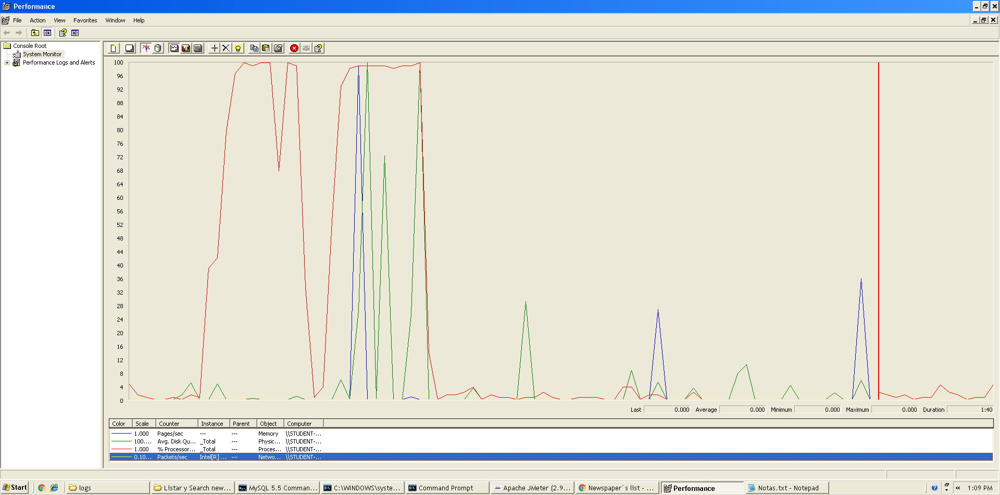 Performance
File Action View Favorites Window Help
Console Root
System Monitor
Performance Logs and Alerts
100
96
92
88
84
80
76
72
68
64
60
56
52
48
44
40
36
32
28
24
20
16
12
8
4
0
Last 0.000 Average 0.000 Minimum 0.000 Maximum 0.000 Duration 1:40
Color Scale Counter Instance Parent Object Computer
1.000 Pages/sec --- --- Memory \\STUDENT-...
100.... Avg. Disk Qu... _Total --- Physic... \\STUDENT-...
1.000 % Processor... _Total --- Proces... \\STUDENT-...
0.10... Packets/sec Intel[R] ... --- Netwo... \\STUDENT-...
Start logs Listar y Search new... MySQL 5.5 Comman... C:\WINDOWS\syste... Command Prompt Apache JMeter (2.9... Newspaper´s list - ... Performance Notas.txt - Notepad 1:09 PM